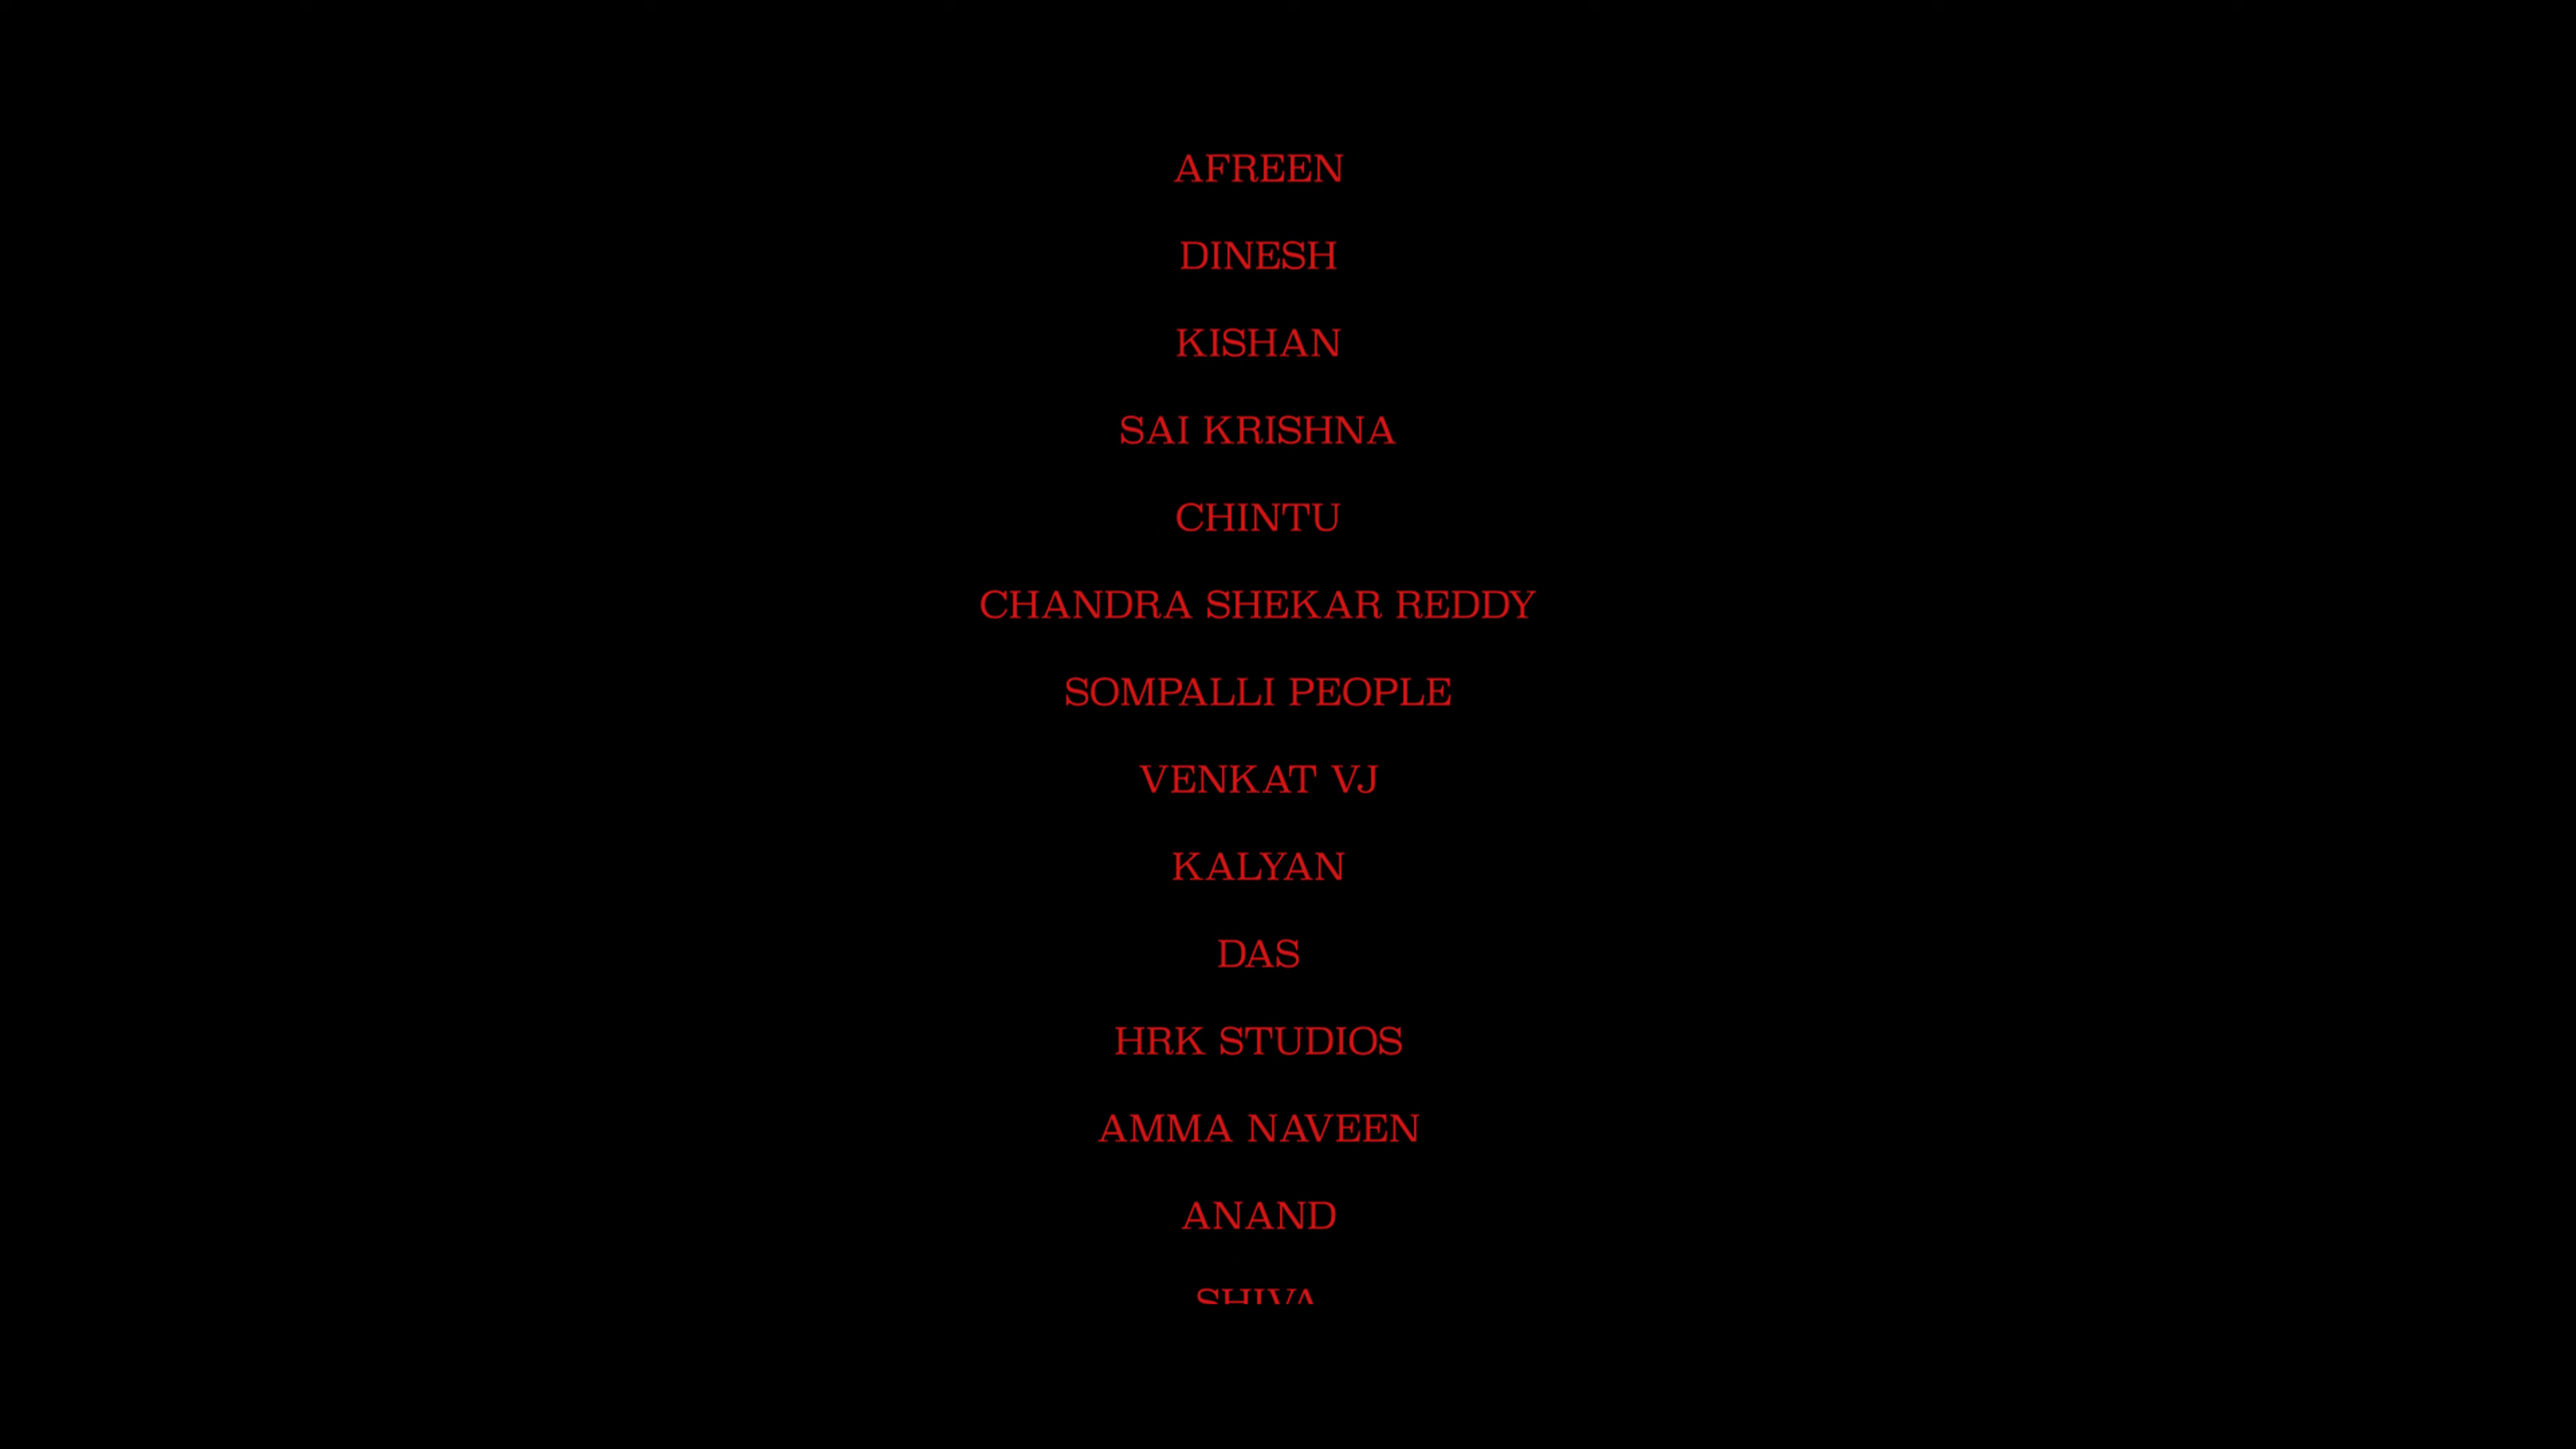 AFREEN
DINESH
KISHAN
SAI KRISHNA
CHINTU
CHANDRA SHEKAR REDDY
SOMPALLI PEOPLE
VENKAT VJ
KALYAN
DAS
HRK STUDIOS
AMMA NAVEEN
ANAND
SHIVA